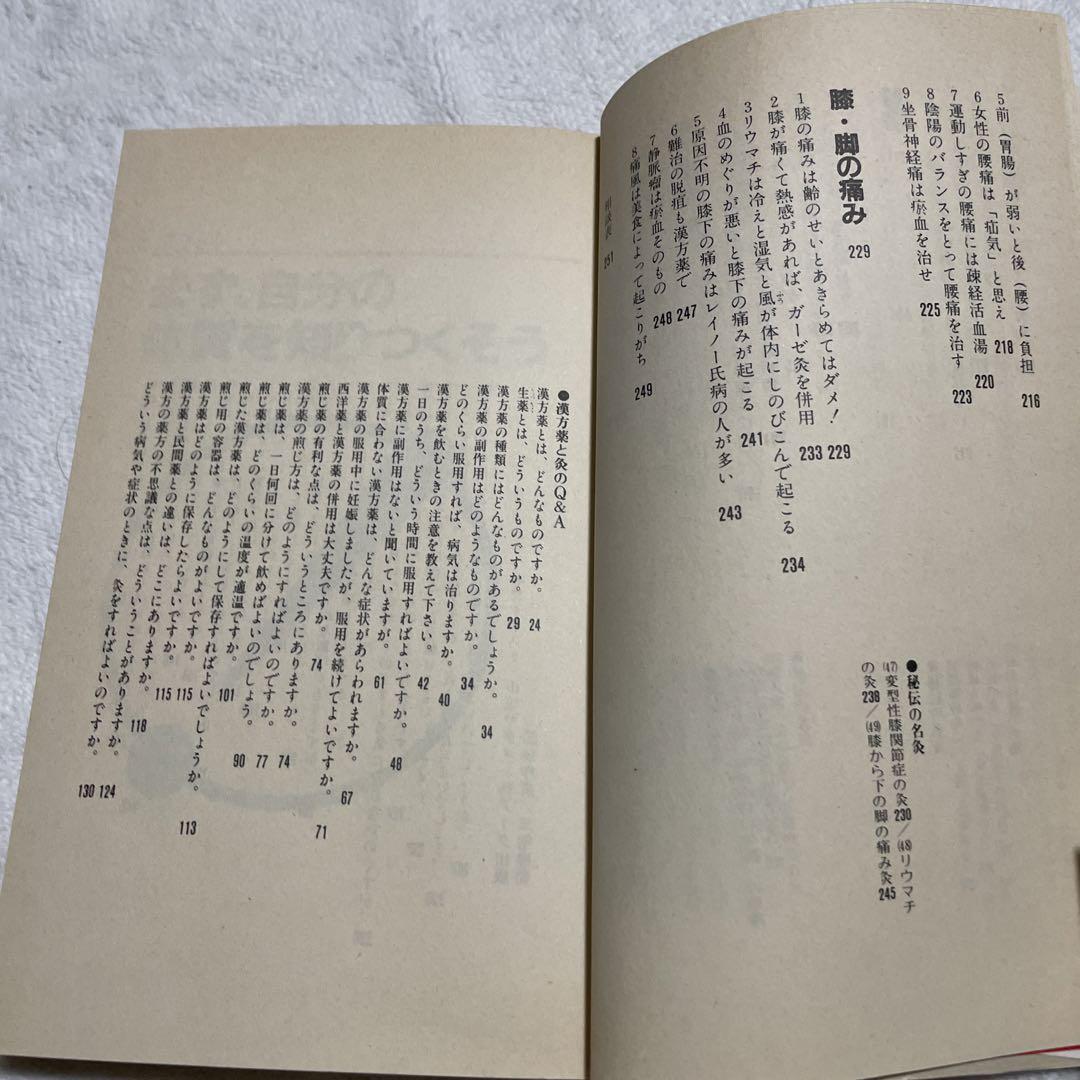 5 前（胃腸）が弱いと後（腰）に負担 216
6 女性の腰痛は「疝気」と思え 218
7 運動しすぎの腰痛には疎経活血湯 220
8 陰陽のバランスをとって腰痛を治す 223
9 坐骨神経痛は瘀血を治せ 225
膝・脚の痛み 229
1 膝の痛みは齢のせいとあきらめてはダメ！ 229
2 膝が痛くて熱感があれば、ガーゼ灸を併用 233
3 リウマチは冷えと湿気と風が体内にしのびこんで起こる 234
4 血のめぐりが悪いと膝下の痛みが起こる 241
5 原因不明の膝下の痛みはレイノー氏病の人が多い 243
6 難治の脱疽も漢方薬で 247
7 静脈瘤は瘀血そのもの 248
8 痛風は美食によって起こりがち 249
相談表 251
●秘伝の名灸
(47)変型性膝関節症の灸230／(48)リウマチ
の灸238／(49)膝から下の脚の痛み灸245
●漢方薬と灸のQ&A
漢方薬とは、どんなものですか。 24
生薬とは、どういうものですか。 29
漢方薬の種類にはどんなものがあるでしょうか。 34
漢方薬の副作用はどのようなものですか。 34
どのくらい服用すれば、病気は治りますか。 40
漢方薬を飲むときの注意を教えて下さい。 42
一日のうち、どういう時間に服用すればよいですか。 48
漢方薬に副作用はないと聞いていますが。 61
体質に合わない漢方薬は、どんな症状があらわれますか。 67
漢方薬の服用中に妊娠しましたが、服用を続けてよいですか。 71
西洋薬と漢方薬の併用は大丈夫ですか。 74
煎じ薬の有利な点は、どういうところにありますか。 74
漢方薬の煎じ方は、どのようにすればよいのですか。 77
煎じ薬は、一日何回に分けて飲めばよいのでしょう。 90
煎じ薬は、どのくらいの温度が適温ですか。 101
煎じた漢方薬は、どのようにして保存すればよいでしょうか。 113
煎じ用の容器は、どんなものがよいですか。 115
漢方薬はどのように保存したらよいですか。 115
漢方薬と民間薬との違いは、どこにありますか。 118
漢方の薬方の不思議な点は、どういうことがありますか。 124
どういう病気や症状のときに、灸をすればよいのですか。 130